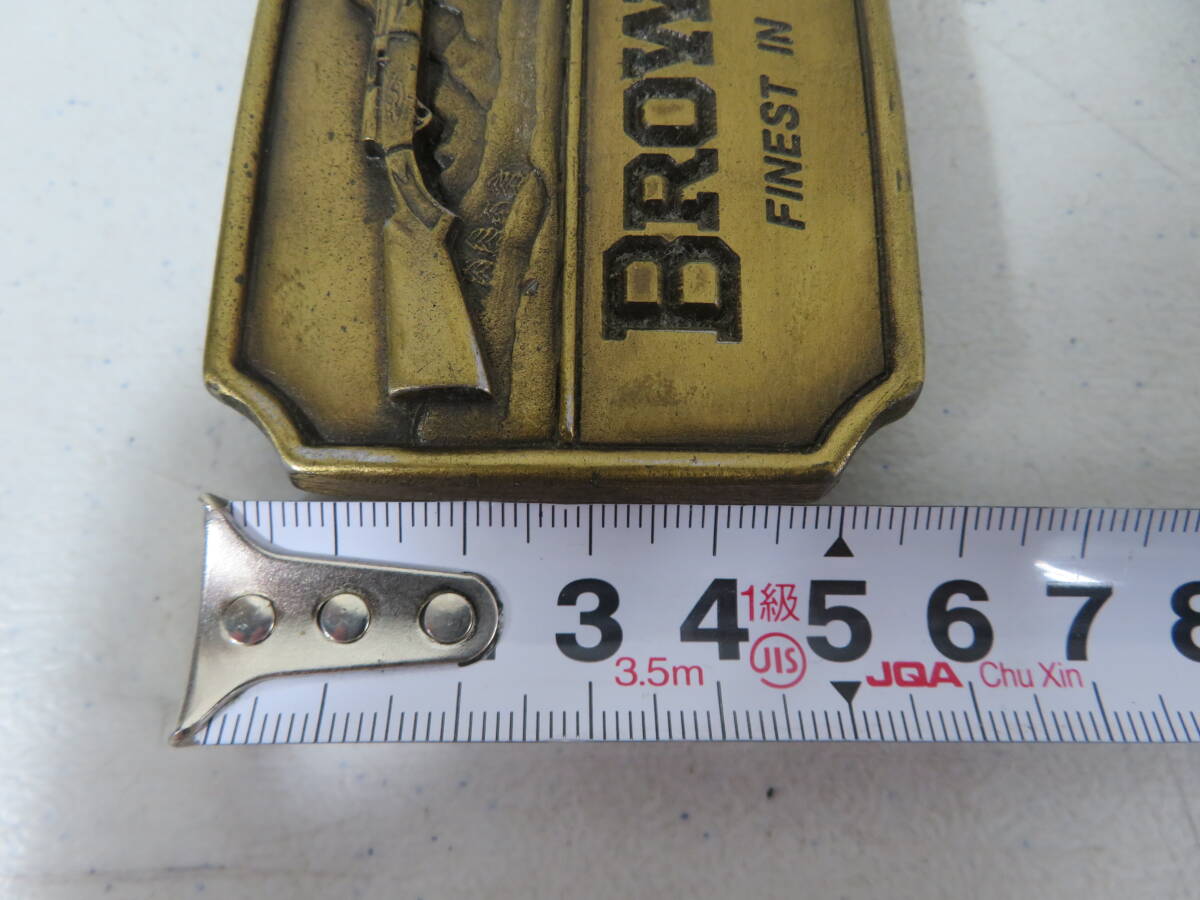 BROW
FINEST IN
3 4 5 6 7 8
1級
JIS
3.5m
JQA Chu Xin